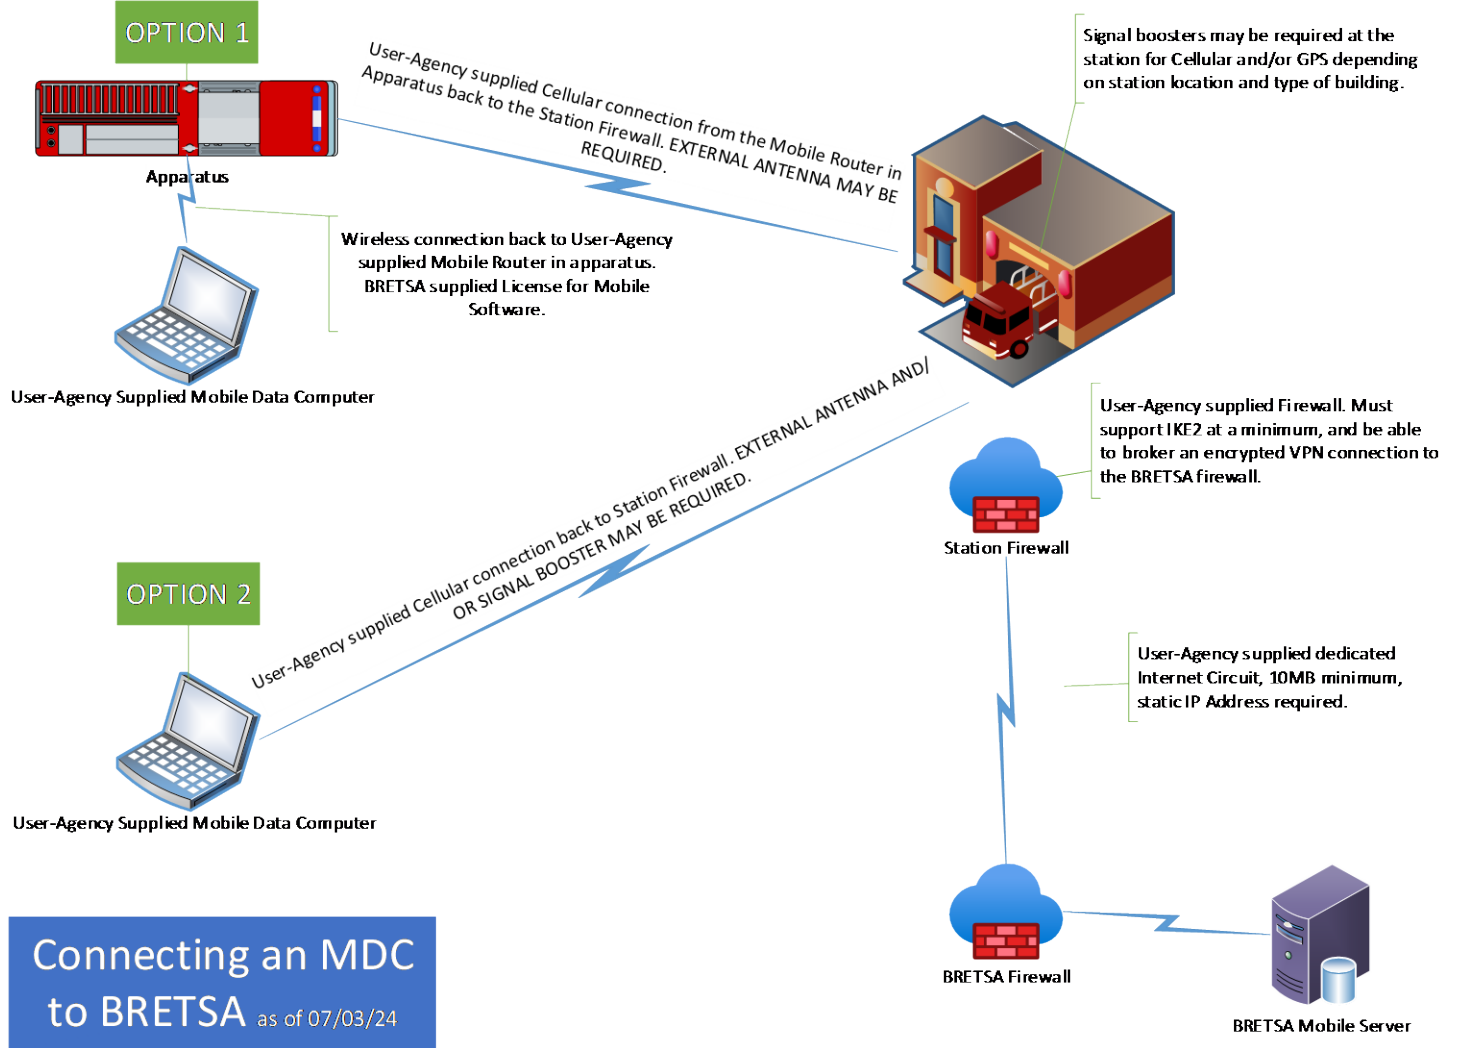 OPTION 1
Apparatus
User-Agency supplied Cellular connection from the Mobile Router in
Apparatus back to the Station Firewall. EXTERNAL ANTENNA MAY BE
REQUIRED.
Signal boosters may be required at the
station for Cellular and/or GPS depending
on station location and type of building.
Wireless connection back to User-Agency
supplied Mobile Router in apparatus.
BRETSA supplied License for Mobile
Software.
User-Agency Supplied Mobile Data Computer
User-Agency supplied Firewall. Must
support IKE2 at a minimum, and be able
to broker an encrypted VPN connection to
the BRETSA firewall.
Station Firewall
User-Agency supplied Cellular connection back to Station Firewall. EXTERNAL ANTENNA AND/
OR SIGNAL BOOSTER MAY BE REQUIRED.
OPTION 2
User-Agency Supplied Mobile Data Computer
User-Agency supplied dedicated
Internet Circuit, 10MB minimum,
static IP Address required.
BRETSA Firewall
BRETSA Mobile Server
Connecting an MDC
to BRETSA as of 07/03/24